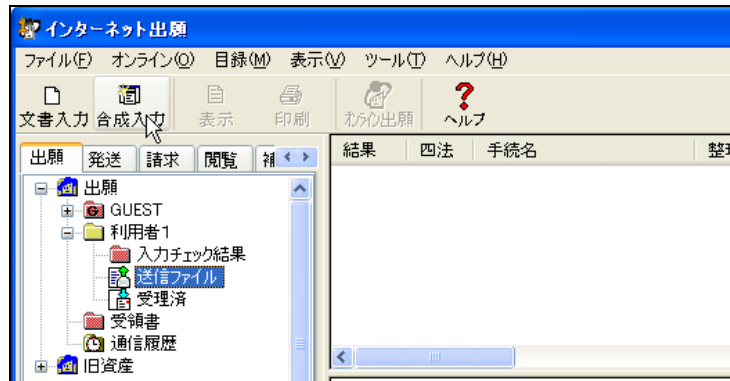 インターネット出願
ファイル(F) オンライン(O) 目録(M) 表示(V) ツール(T) ヘルプ(H)
文書入力 合成入力 表示 印刷 オンライン出願 ヘルプ
出願 発送 請求 閲覧 補
結果 四法 手続名 整理
出願
GUEST
利用者1
入力チェック結果
送信ファイル
受理済
受領書
通信履歴
旧資産